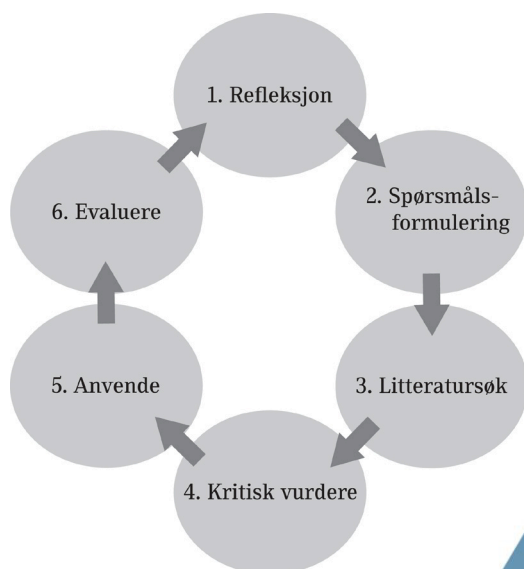 1. Refleksjon
2. Spørsmåls-
formulering
3. Litteratursøk
4. Kritisk vurdere
5. Anvende
6. Evaluere